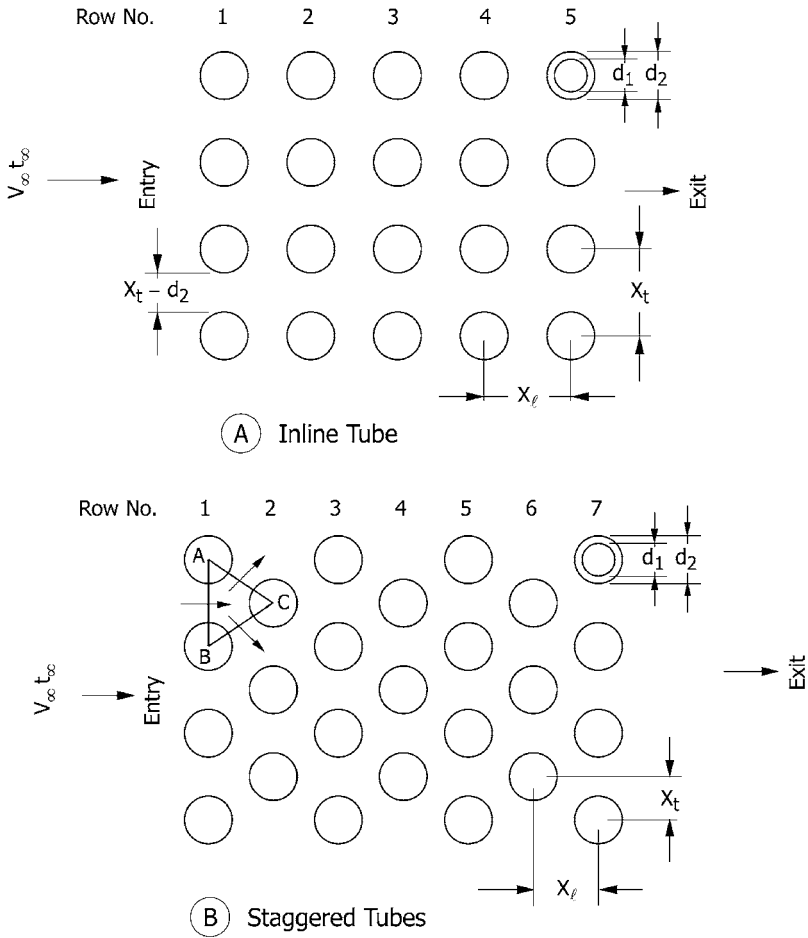 Row No. 1 2 3 4 5
d1 d2
V∞ t∞
Entry
Exit
Xt – d2
Xt
Xℓ
A Inline Tube
Row No. 1 2 3 4 5 6 7
A
B
C
d1 d2
V∞ t∞
Entry
Exit
Xt
Xℓ
B Staggered Tubes